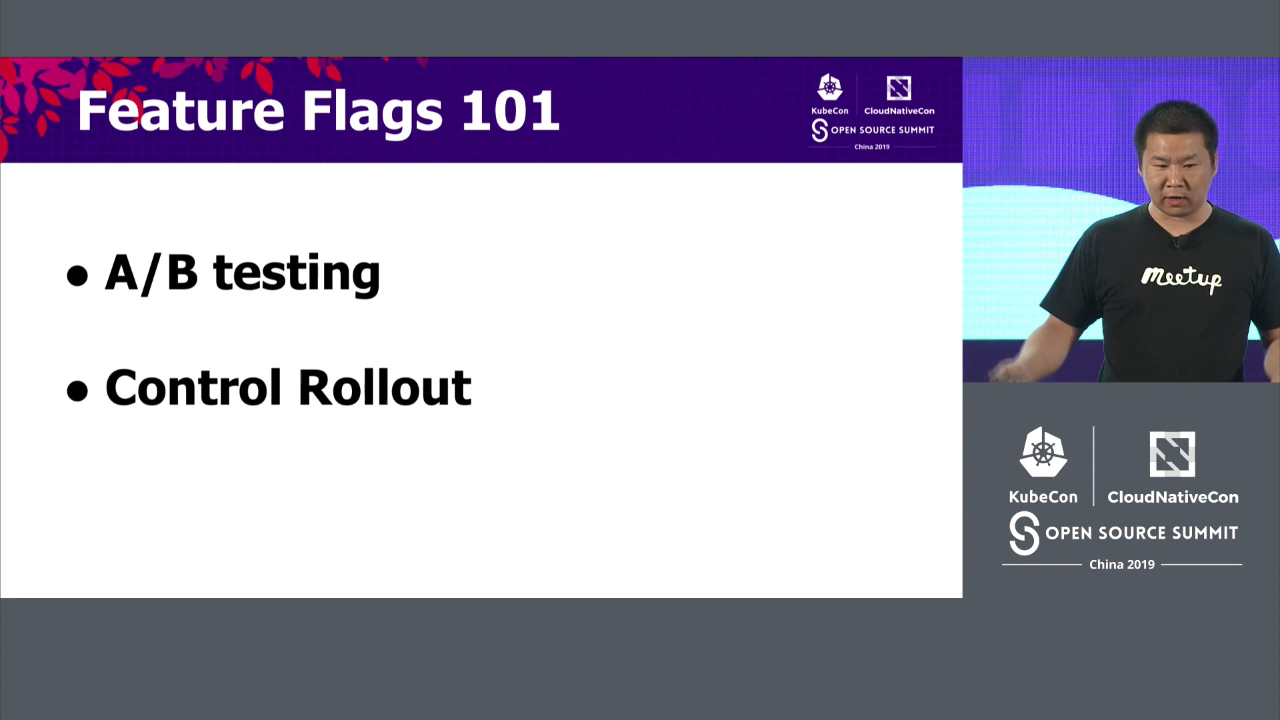 Feature Flags 101
KubeCon
CloudNativeCon
OPEN SOURCE SUMMIT
China 2019
● A/B testing
● Control Rollout
meetup
KubeCon
CloudNativeCon
OPEN SOURCE SUMMIT
China 2019